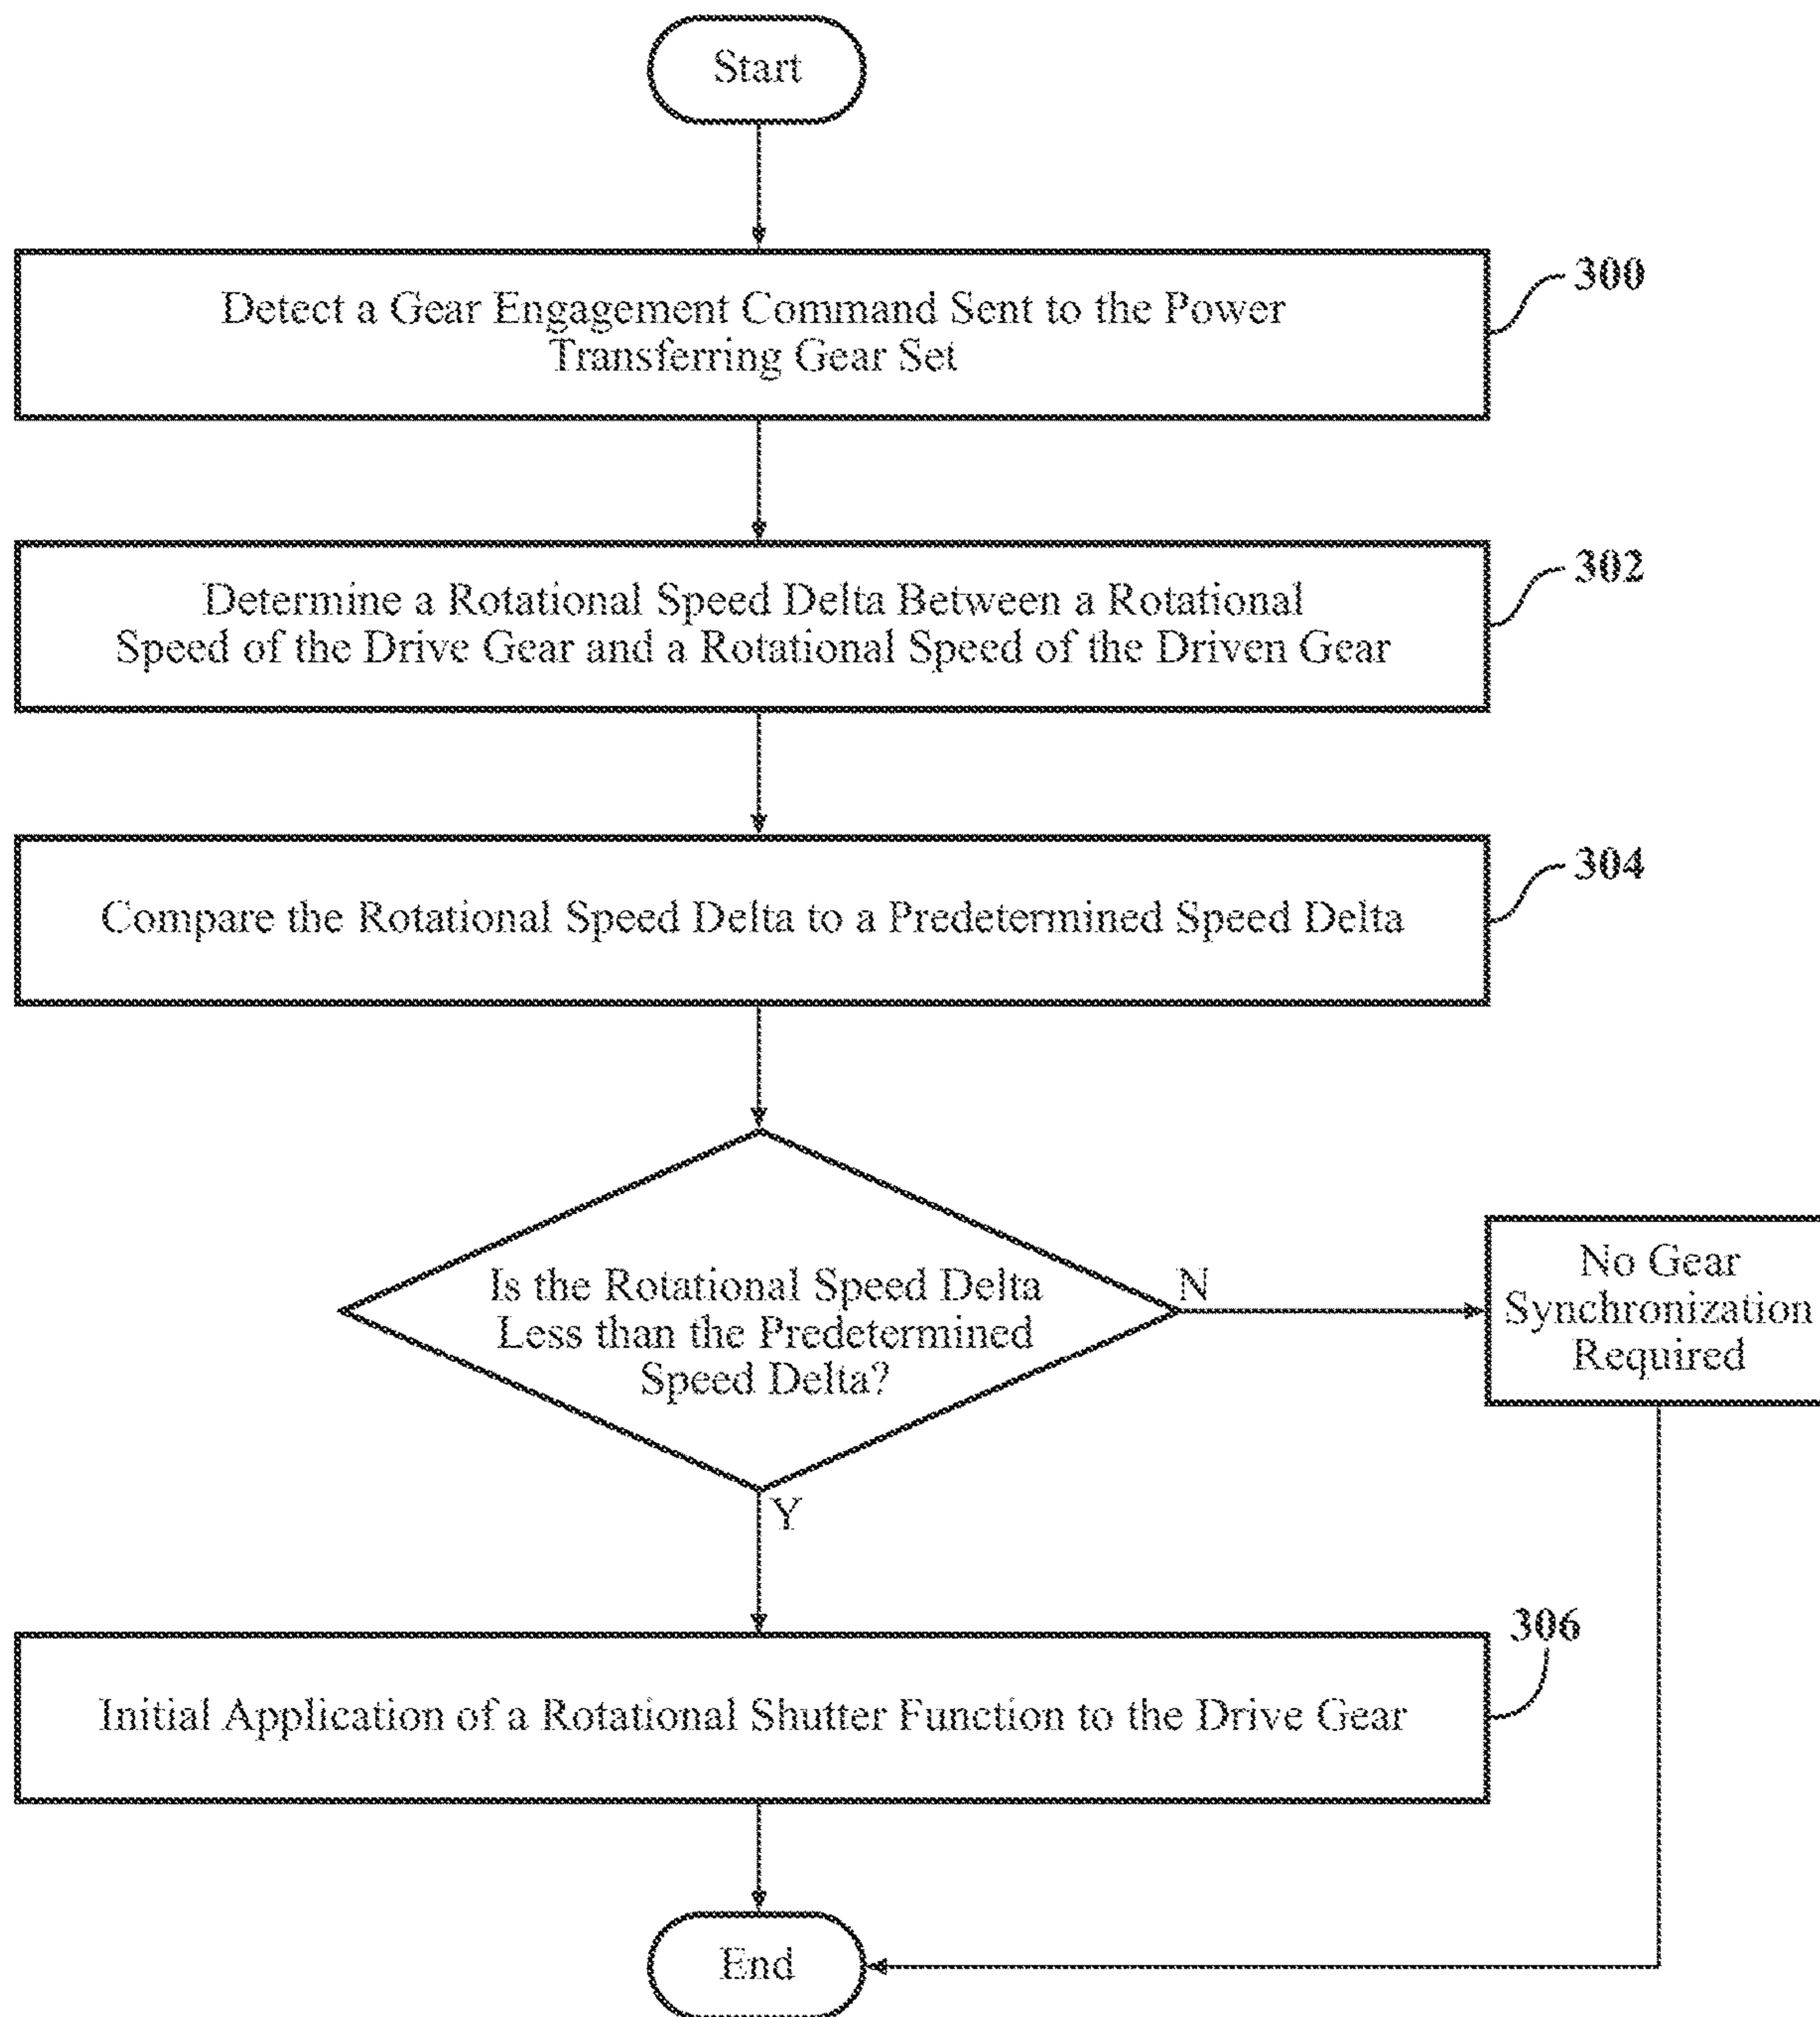 Start
Detect a Gear Engagement Command Sent to the Power
Transferring Gear Set
300
Determine a Rotational Speed Delta Between a Rotational
Speed of the Drive Gear and a Rotational Speed of the Driven Gear
302
Compare the Rotational Speed Delta to a Predetermined Speed Delta
304
Is the Rotational Speed Delta
Less than the Predetermined
Speed Delta?
N
No Gear
Synchronization
Required
Y
Initial Application of a Rotational Shutter Function to the Drive Gear
306
End